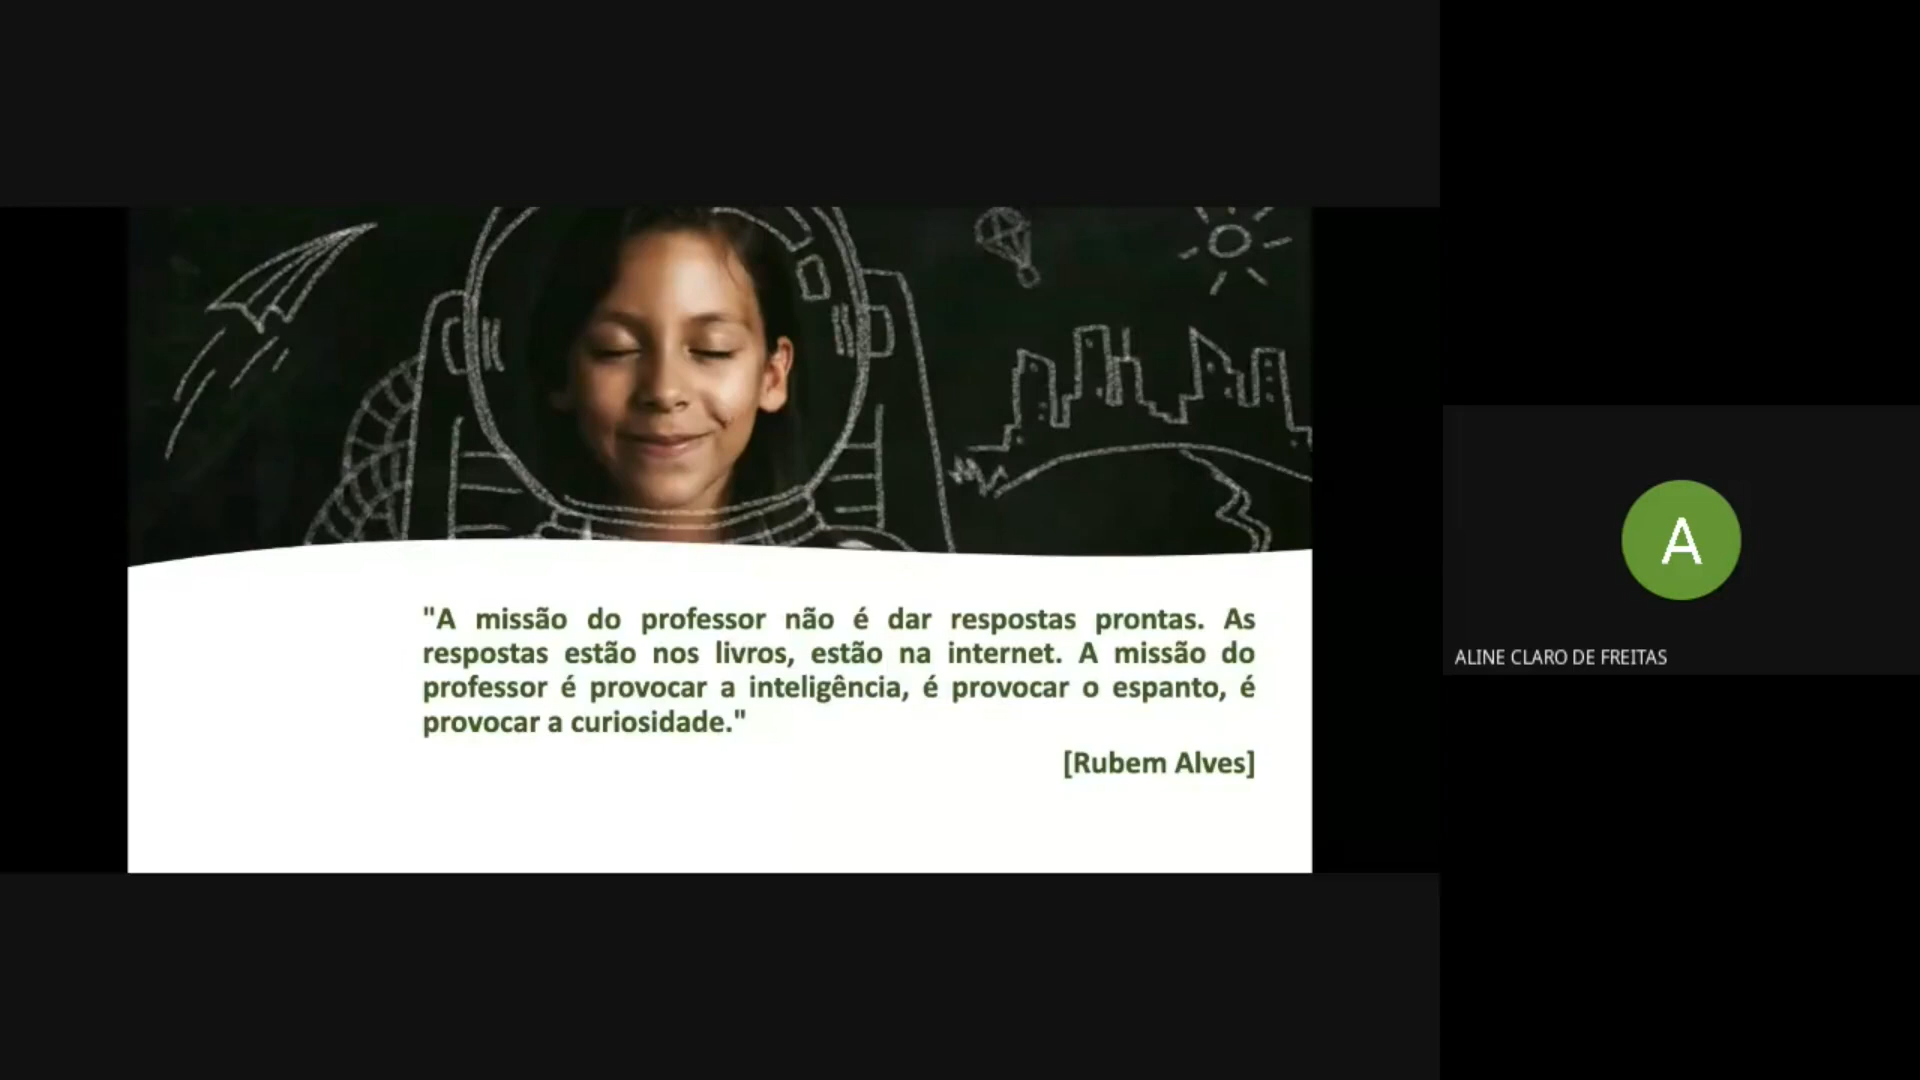 "A missão do professor não é dar respostas prontas. As
respostas estão nos livros, estão na internet. A missão do
professor é provocar a inteligência, é provocar o espanto, é
provocar a curiosidade."
[Rubem Alves]
A
ALINE CLARO DE FREITAS